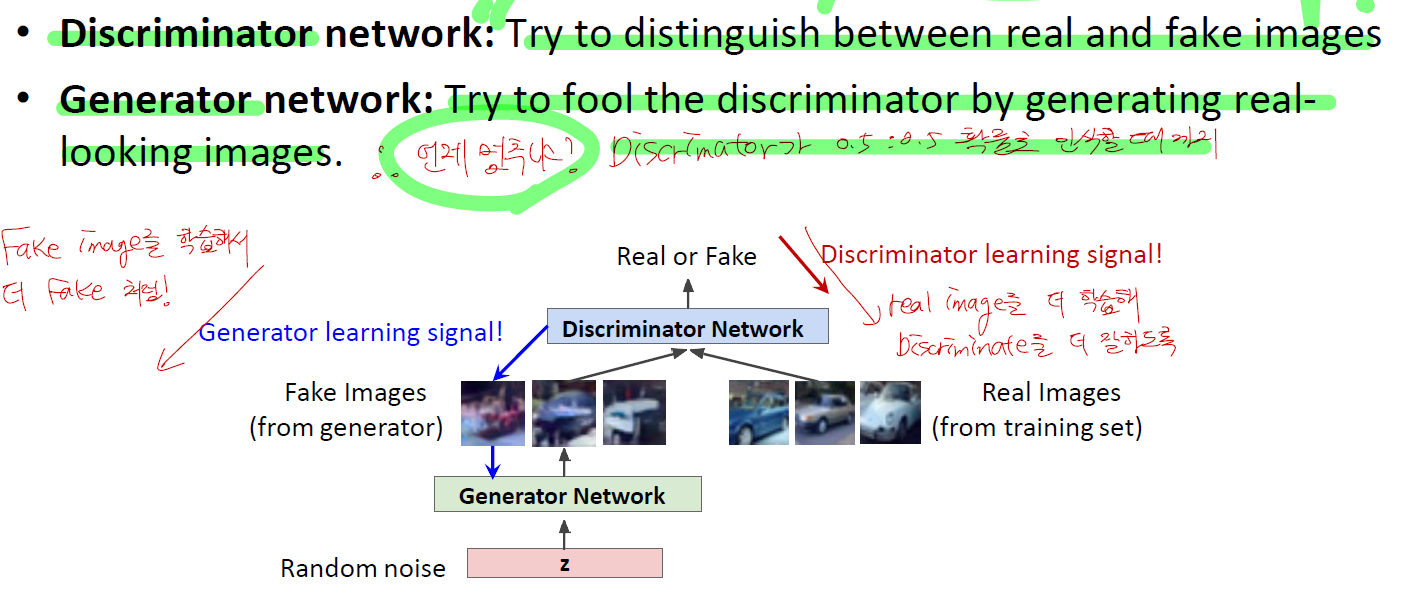 • Discriminator network: Try to distinguish between real and fake images
• Generator network: Try to fool the discriminator by generating real-
looking images.
언제 멈추나? Discrimator가 0.5:0.5 확률로 인식할 때까지
Fake image를 학습해서
더 Fake 처럼!
Real or Fake
Discriminator learning signal!
real image를 더 학습해
Discriminate를 더 잘하도록
Generator learning signal!
Discriminator Network
Fake Images
(from generator)
Real Images
(from training set)
Generator Network
Random noise
z